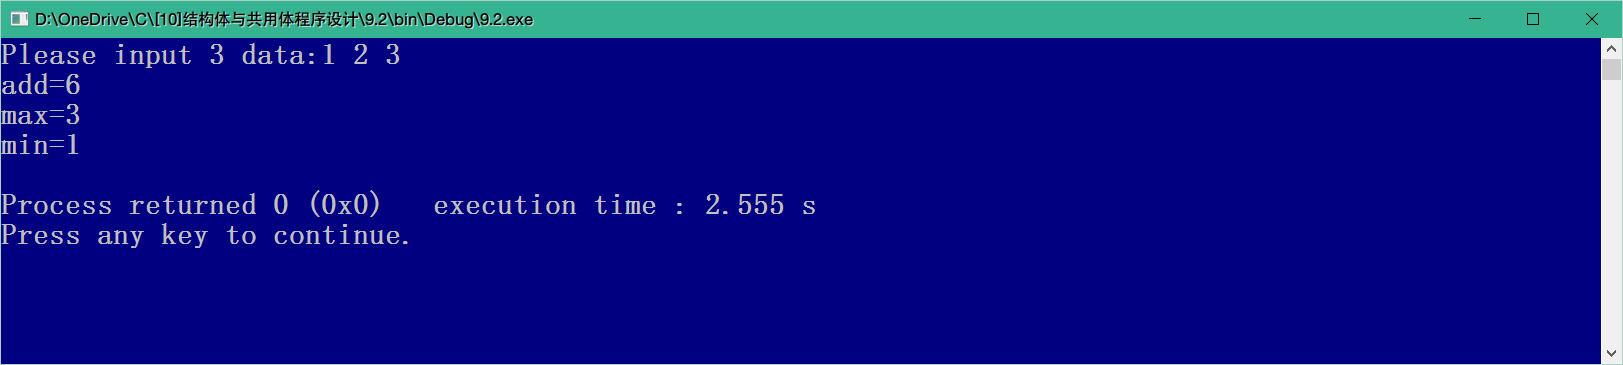 D:\OneDrive\C\[10]结构体与共用体程序设计\9.2\bin\Debug\9.2.exe
Please input 3 data:1 2 3
add=6
max=3
min=1
Process returned 0 (0x0)   execution time : 2.555 s
Press any key to continue.